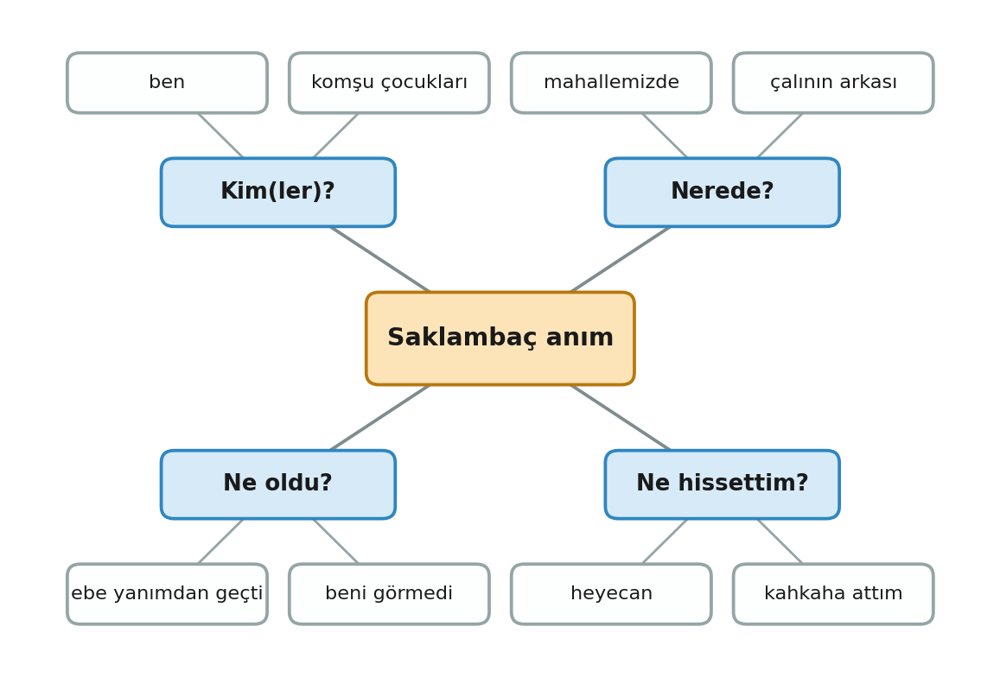 ben
komşu çocukları
mahallemizde
çalının arkası
Kim(ler)?
Nerede?
Saklambaç anım
Ne oldu?
Ne hissettim?
ebe yanımdan geçti
beni görmedi
heyecan
kahkaha attım